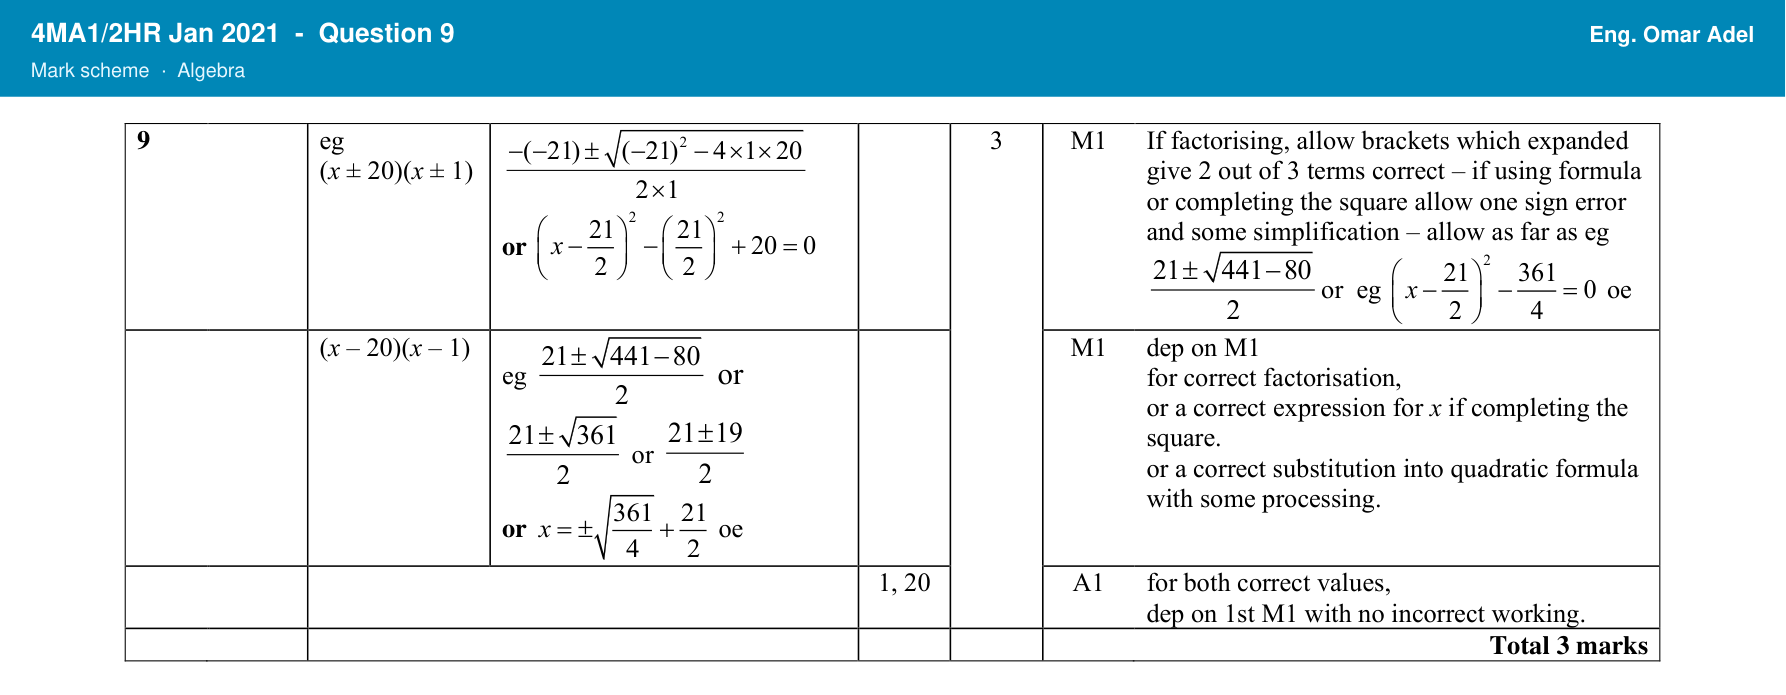 4MA1/2HR Jan 2021 - Question 9
Eng. Omar Adel
Mark scheme · Algebra
9
eg
(x ± 20)(x ± 1)
−(−21) ± √((−21)² − 4×1×20)
2×1
or (x − 21/2)² − (21/2)² + 20 = 0
3
M1
If factorising, allow brackets which expanded
give 2 out of 3 terms correct – if using formula
or completing the square allow one sign error
and some simplification – allow as far as eg
(21 ± √(441−80))/2 or eg (x − 21/2)² − 361/4 = 0 oe
(x – 20)(x – 1)
eg (21 ± √(441−80))/2 or
(21 ± √361)/2 or (21±19)/2
or x = ±√(361/4) + 21/2 oe
M1
dep on M1
for correct factorisation,
or a correct expression for x if completing the
square.
or a correct substitution into quadratic formula
with some processing.
1, 20
A1
for both correct values,
dep on 1st M1 with no incorrect working.
Total 3 marks